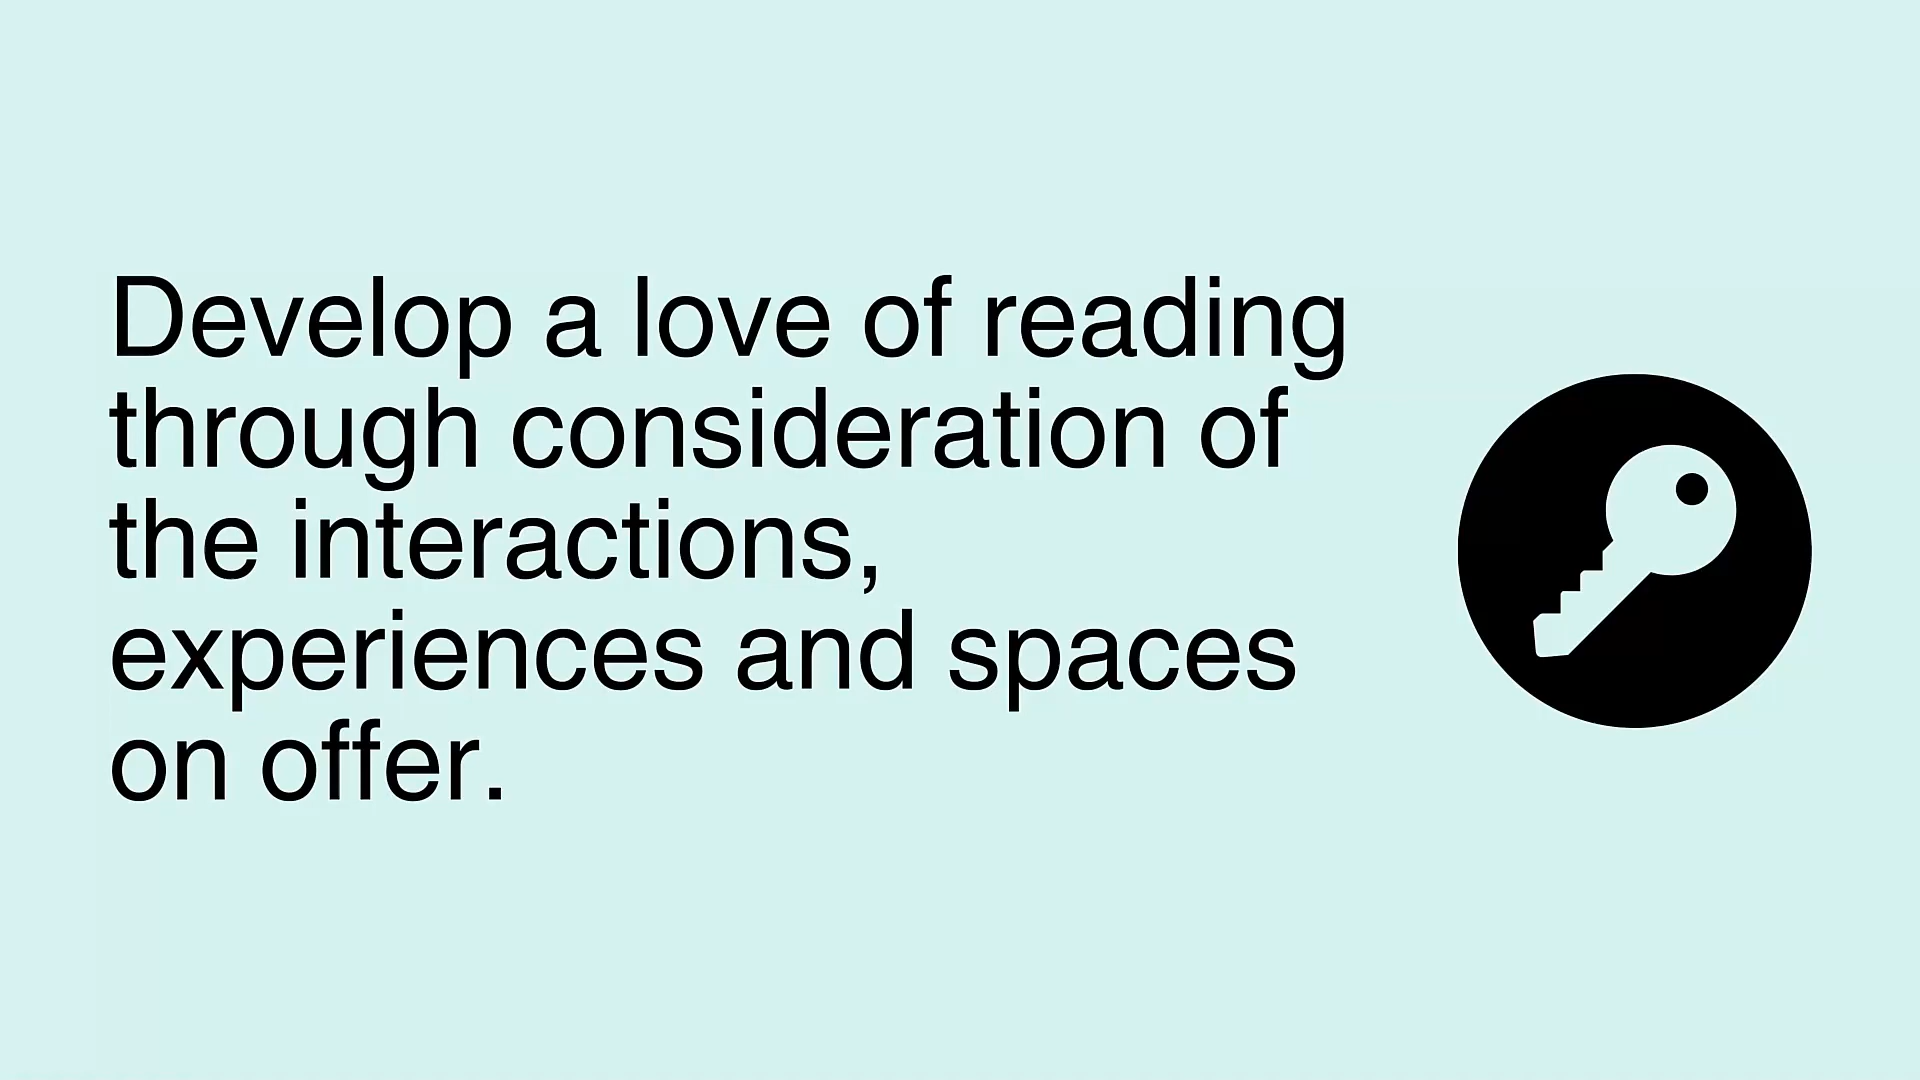 Develop a love of reading
through consideration of
the interactions,
experiences and spaces
on offer.